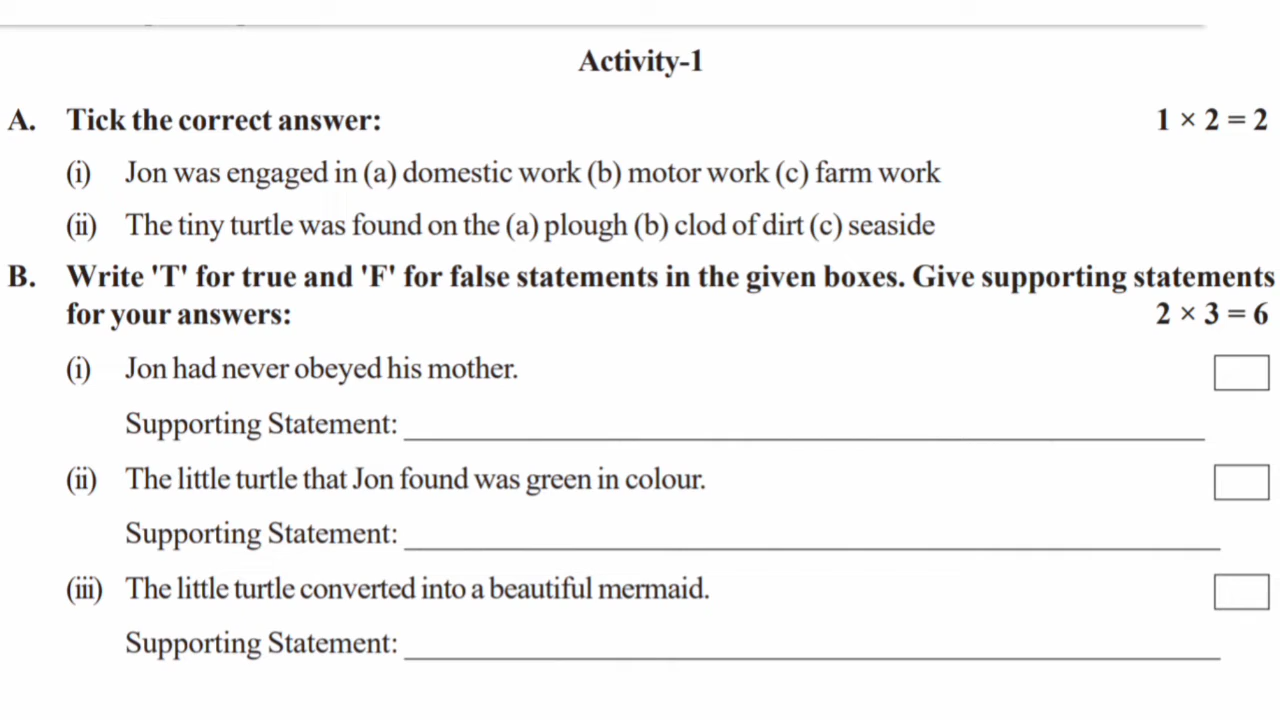 Activity-1
A. Tick the correct answer: 1 × 2 = 2
(i) Jon was engaged in (a) domestic work (b) motor work (c) farm work
(ii) The tiny turtle was found on the (a) plough (b) clod of dirt (c) seaside
B. Write 'T' for true and 'F' for false statements in the given boxes. Give supporting statements
for your answers: 2 × 3 = 6
(i) Jon had never obeyed his mother.
Supporting Statement:
(ii) The little turtle that Jon found was green in colour.
Supporting Statement:
(iii) The little turtle converted into a beautiful mermaid.
Supporting Statement: